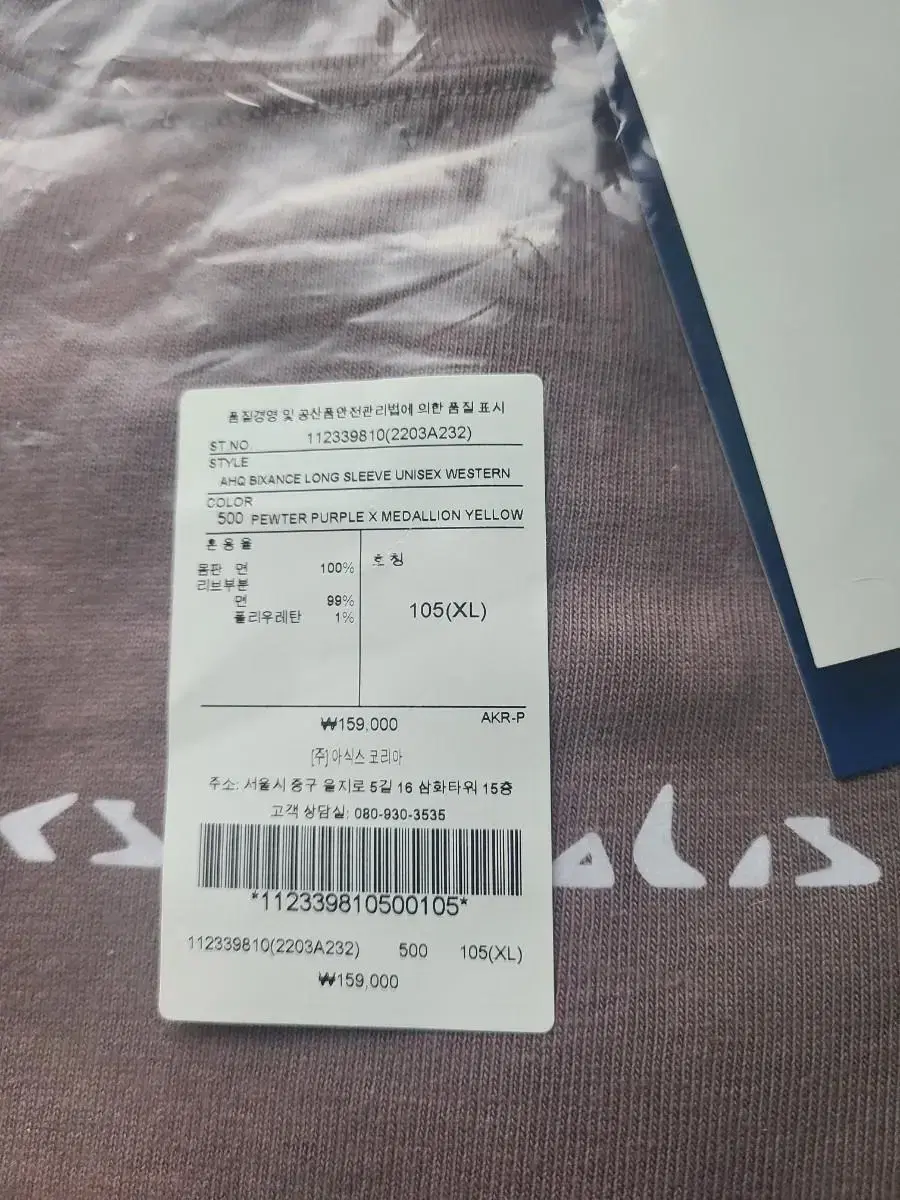 품질경영 및 공산품안전관리법에 의한 품질 표시
ST.NO. 112339810(2203A232)
STYLE
AHQ BIXANCE LONG SLEEVE UNISEX WESTERN
COLOR
500 PEWTER PURPLE X MEDALLION YELLOW
혼 용 율
몸판 면 100%
리브부분
면 99%
폴리우레탄 1%
호 칭
105(XL)
₩159,000 AKR-P
[주]아식스 코리아
주소: 서울시 중구 을지로 5길 16 삼화타워 15층
고객 상담실: 080-930-3535
*112339810500105*
112339810(2203A232) 500 105(XL)
₩159,000